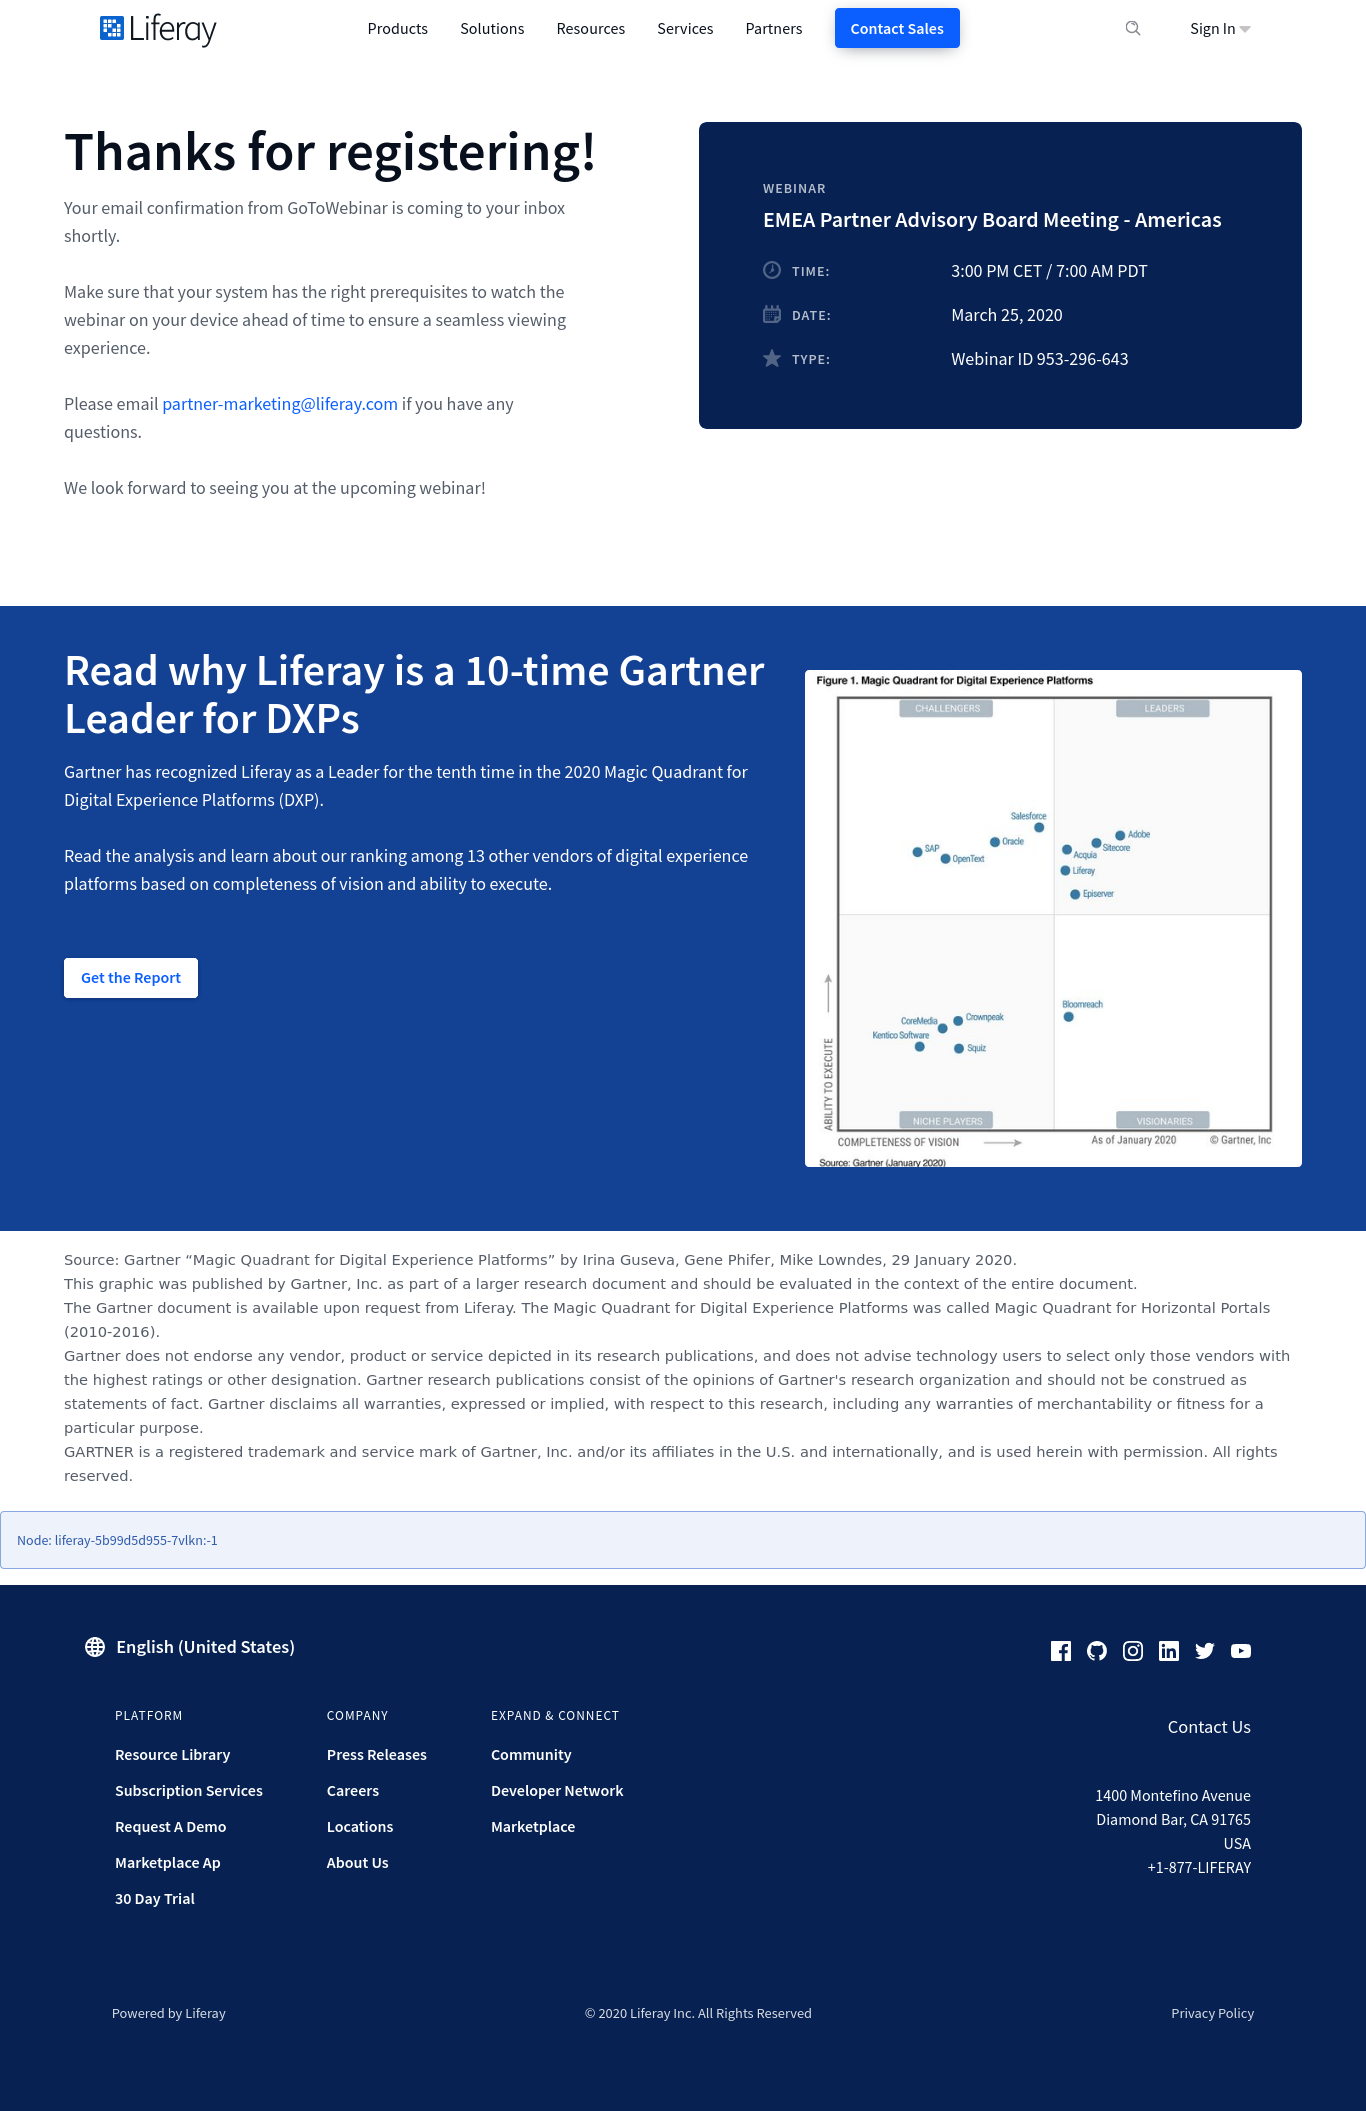 Liferay
Products
Solutions
Resources
Services
Partners
Contact Sales
Sign In
Thanks for registering!
Your email confirmation from GoToWebinar is coming to your inbox
shortly.
Make sure that your system has the right prerequisites to watch the
webinar on your device ahead of time to ensure a seamless viewing
experience.
Please email partner-marketing@liferay.com if you have any
questions.
We look forward to seeing you at the upcoming webinar!
WEBINAR
EMEA Partner Advisory Board Meeting - Americas
TIME: 3:00 PM CET / 7:00 AM PDT
DATE: March 25, 2020
TYPE: Webinar ID 953-296-643
Read why Liferay is a 10-time Gartner
Leader for DXPs
Gartner has recognized Liferay as a Leader for the tenth time in the 2020 Magic Quadrant for
Digital Experience Platforms (DXP).
Read the analysis and learn about our ranking among 13 other vendors of digital experience
platforms based on completeness of vision and ability to execute.
Get the Report
Figure 1. Magic Quadrant for Digital Experience Platforms
CHALLENGERS
LEADERS
Salesforce
Adobe
Oracle
Sitecore
SAP
Acquia
OpenText
Liferay
Episerver
Bloomreach
CoreMedia
Crownpeak
Kentico Software
Squiz
ABILITY TO EXECUTE
NICHE PLAYERS
VISIONARIES
COMPLETENESS OF VISION
As of January 2020
© Gartner, Inc
Source: Gartner (January 2020)
Source: Gartner “Magic Quadrant for Digital Experience Platforms” by Irina Guseva, Gene Phifer, Mike Lowndes, 29 January 2020.
This graphic was published by Gartner, Inc. as part of a larger research document and should be evaluated in the context of the entire document.
The Gartner document is available upon request from Liferay. The Magic Quadrant for Digital Experience Platforms was called Magic Quadrant for Horizontal Portals
(2010-2016).
Gartner does not endorse any vendor, product or service depicted in its research publications, and does not advise technology users to select only those vendors with
the highest ratings or other designation. Gartner research publications consist of the opinions of Gartner's research organization and should not be construed as
statements of fact. Gartner disclaims all warranties, expressed or implied, with respect to this research, including any warranties of merchantability or fitness for a
particular purpose.
GARTNER is a registered trademark and service mark of Gartner, Inc. and/or its affiliates in the U.S. and internationally, and is used herein with permission. All rights
reserved.
Node: liferay-5b99d5d955-7vlkn:-1
English (United States)
PLATFORM
Resource Library
Subscription Services
Request A Demo
Marketplace Ap
30 Day Trial
COMPANY
Press Releases
Careers
Locations
About Us
EXPAND & CONNECT
Community
Developer Network
Marketplace
Contact Us
1400 Montefino Avenue
Diamond Bar, CA 91765
USA
+1-877-LIFERAY
Powered by Liferay
© 2020 Liferay Inc. All Rights Reserved
Privacy Policy